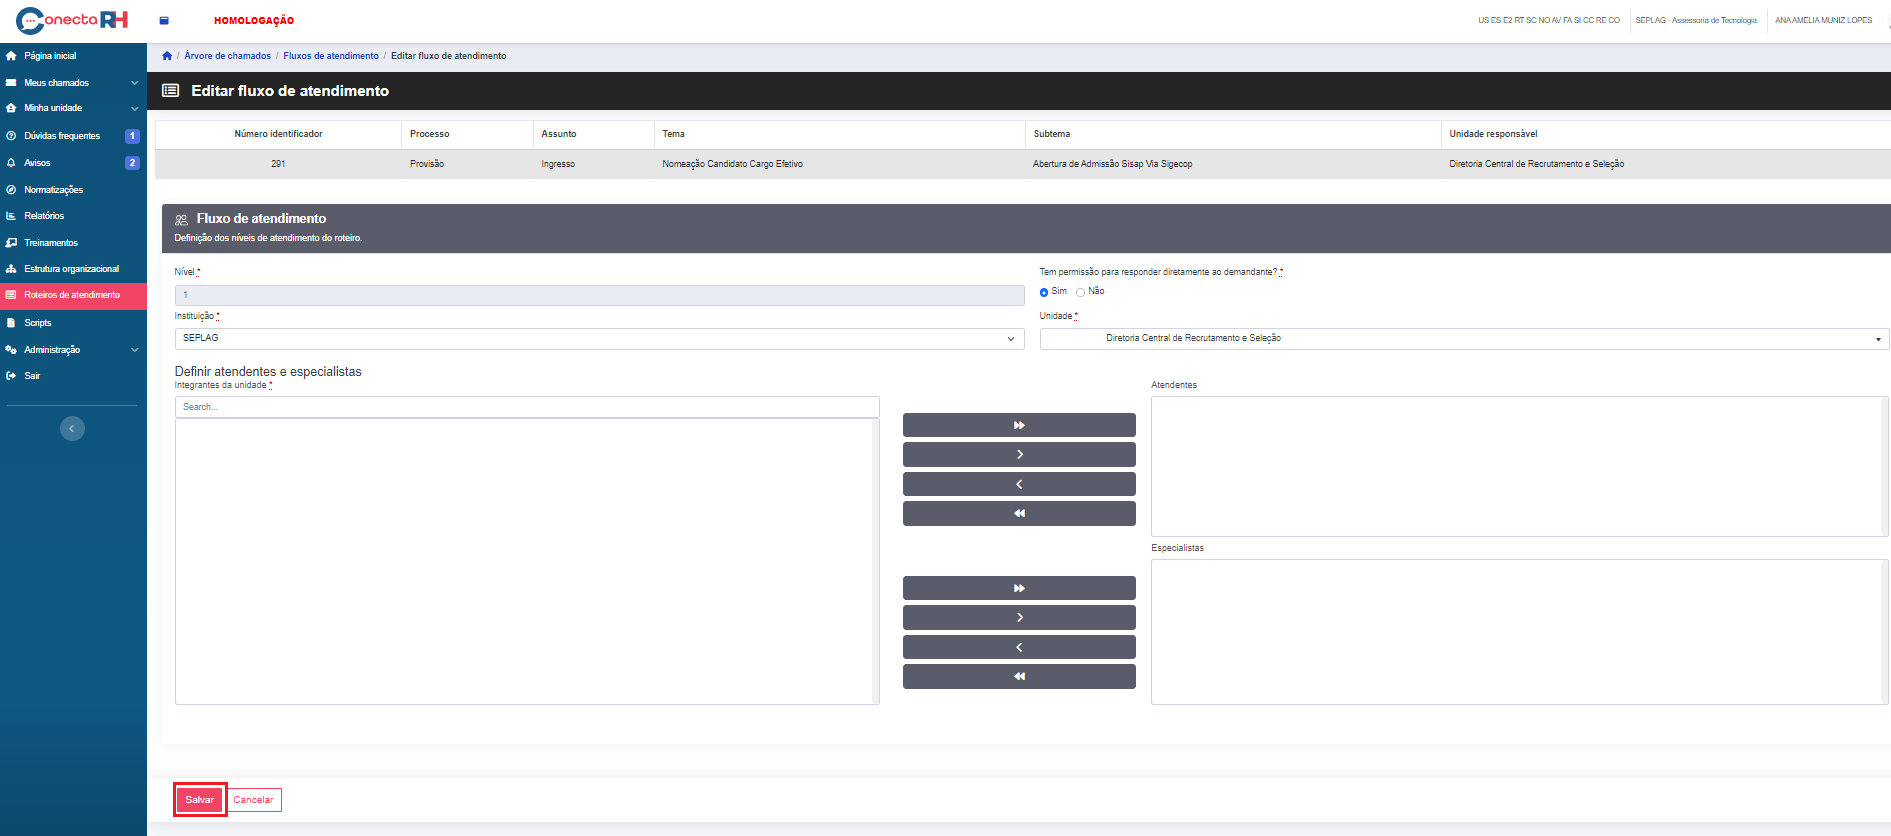 Conecta RH
HOMOLOGAÇÃO
US ES E2 RT SC NO AV FA SI CC RE CO
SEPLAG - Assessoria de Tecnologia
ANA AMELIA MUNIZ LOPES
Página inicial
Meus chamados
Minha unidade
Dúvidas frequentes 1
Avisos 2
Normatizações
Relatórios
Treinamentos
Estrutura organizacional
Roteiros de atendimento
Scripts
Administração
Sair
/ Árvore de chamados / Fluxos de atendimento / Editar fluxo de atendimento
Editar fluxo de atendimento
Número identificador Processo Assunto Tema Subtema Unidade responsável
291 Provisão Ingresso Nomeação Candidato Cargo Efetivo Abertura de Admissão Sisap Via Sigecop Diretoria Central de Recrutamento e Seleção
Fluxo de atendimento
Definição dos níveis de atendimento do roteiro.
Nível *
1
Tem permissão para responder diretamente ao demandante? *
Sim Não
Instituição *
SEPLAG
Unidade *
Diretoria Central de Recrutamento e Seleção
Definir atendentes e especialistas
Integrantes da unidade *
Search...
Atendentes
Especialistas
Salvar Cancelar